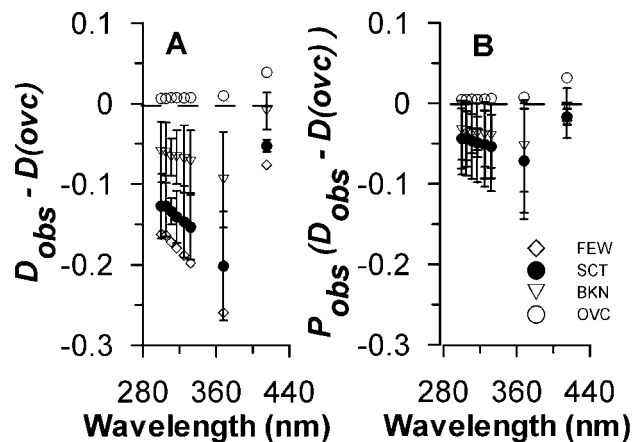 A
B
D_obs - D(ovc)
0.1
0
-0.1
-0.2
-0.3
280
360
440
Wavelength (nm)
P_obs (D_obs - D(ovc) )
0.1
0
-0.1
-0.2
-0.3
FEW
SCT
BKN
OVC
280
360
440
Wavelength (nm)